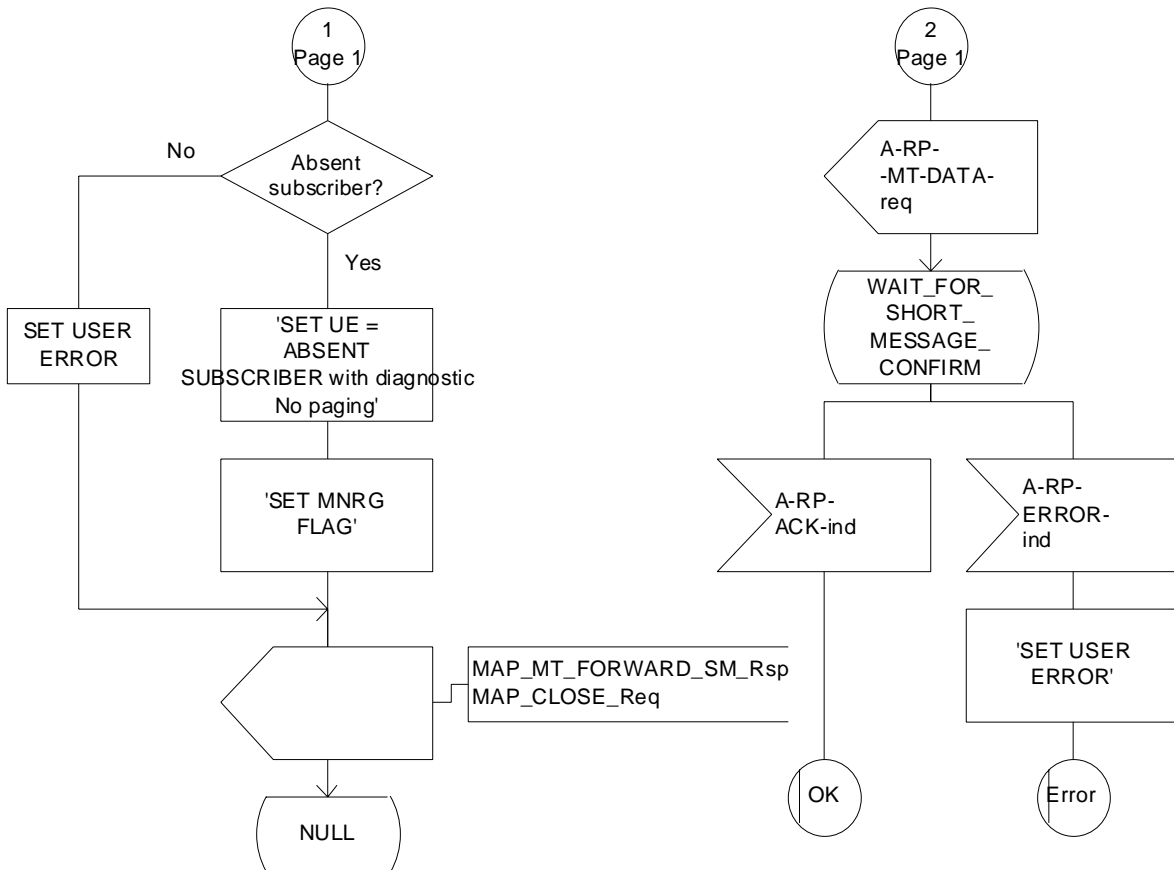 1
Page 1
No
Absent
subscriber?
Yes
SET USER
ERROR
'SET UE =
ABSENT
SUBSCRIBER with diagnostic
No paging'
'SET MNRG
FLAG'
MAP_MT_FORWARD_SM_Rsp
MAP_CLOSE_Req
NULL
2
Page 1
A-RP-
-MT-DATA-
req
WAIT_FOR_
SHORT_
MESSAGE_
CONFIRM
A-RP-
ACK-ind
A-RP-
ERROR-
ind
'SET USER
ERROR'
OK
Error